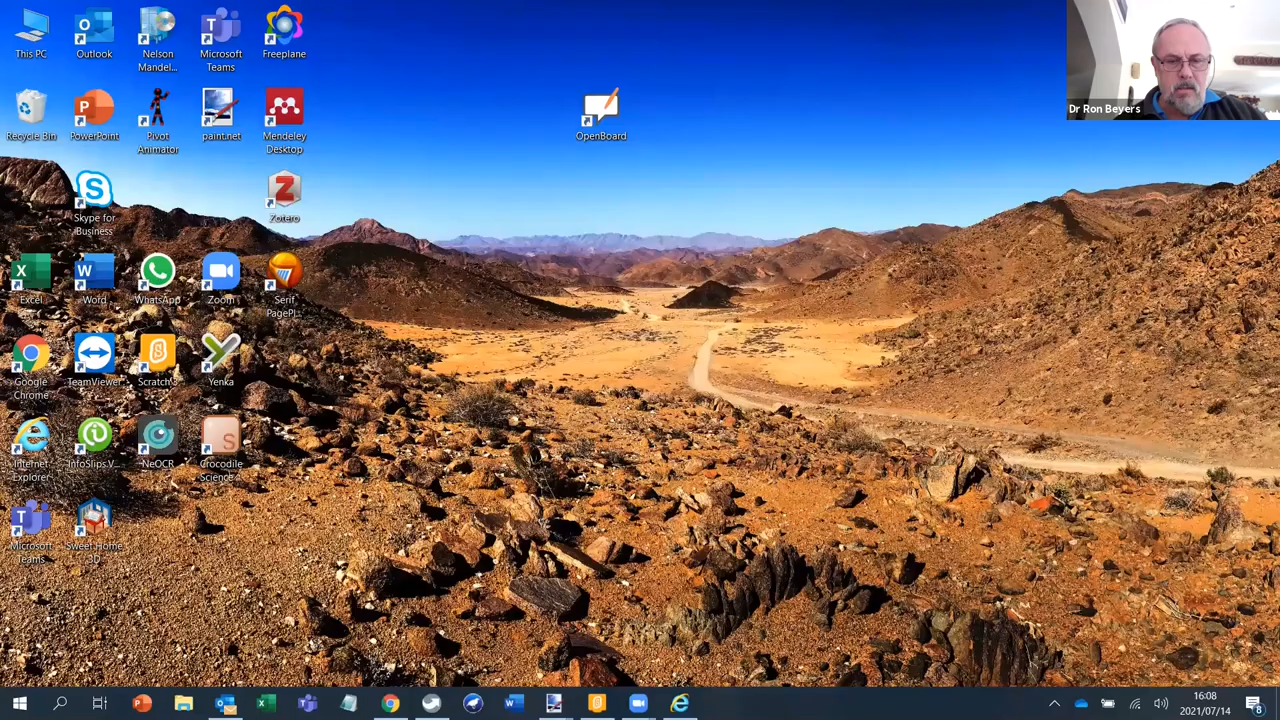 This PC
Outlook
Nelson
Mandel...
Microsoft
Teams
Freeplane
Recycle Bin
PowerPoint
Pivot
Animator
paint.net
Mendeley
Desktop
OpenBoard
Dr Ron Beyers
Skype for
Business
Zotero
Excel
Word
WhatsApp
Zoom
Serif
PagePl...
Google
Chrome
TeamViewer
Scratch 3
Yenka
Internet
Explorer
InfoSlips V...
NeOCR
Crocodile
Science ...
Microsoft
Teams
Sweet Home
3D
16:08
2021/07/14
8